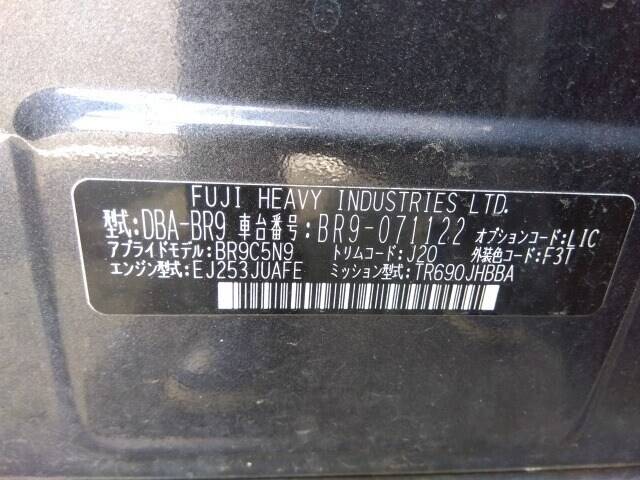 FUJI HEAVY INDUSTRIES LTD.
型式:DBA-BR9 車台番号:BR9-071122 オプションコード:LIC
アプライドモデル:BR9C5N9 トリムコード:J20 外装色コード:F3T
エンジン型式:EJ253JUAFE ミッション型式:TR690JHBBA